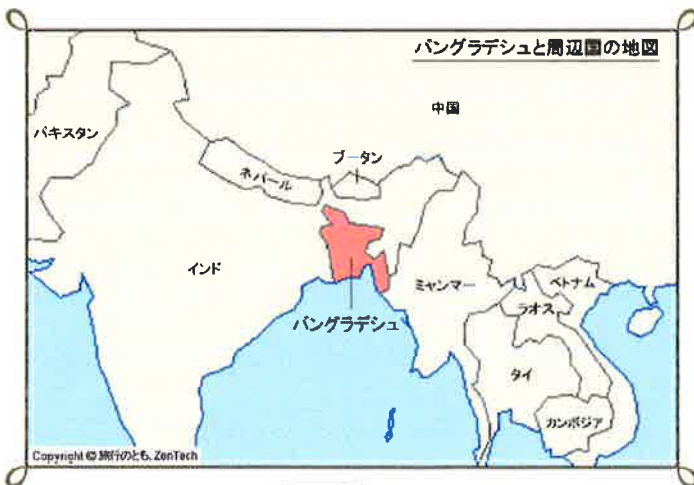 バングラデシュと周辺国の地図
中国
パキスタン
ブータン
ネパール
インド
ミャンマー
ベトナム
ラオス
バングラデシュ
タイ
カンボジア
Copyright © 旅行のとも、ZenTech